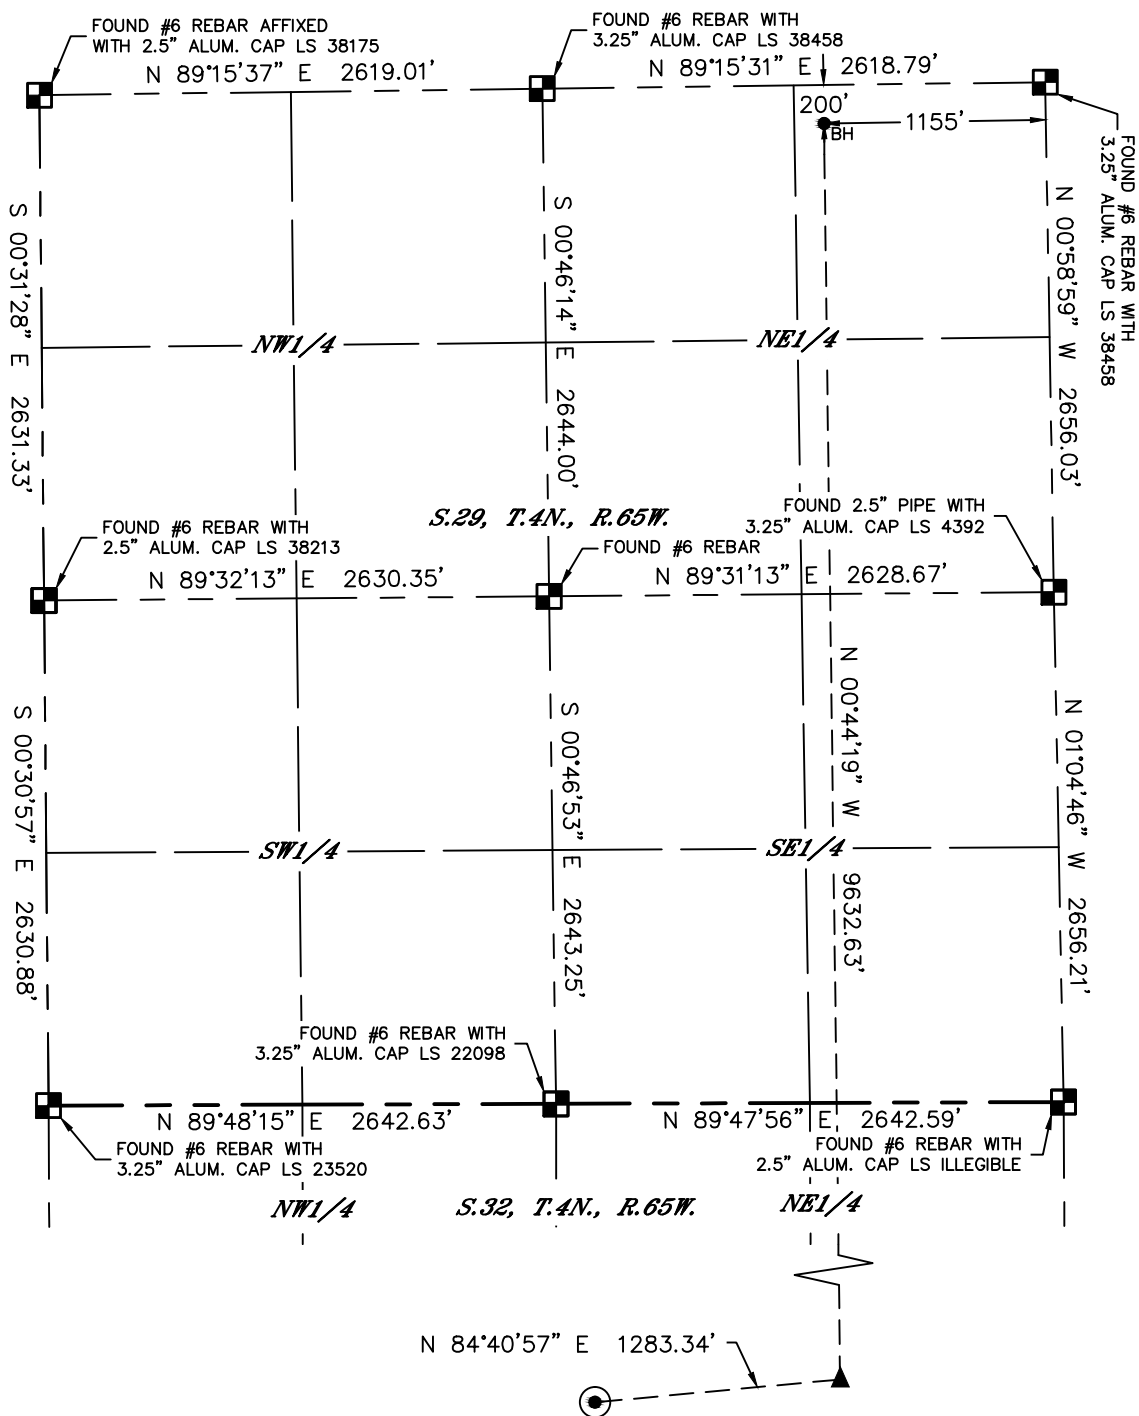 FOUND #6 REBAR AFFIXED
WITH 2.5" ALUM. CAP LS 38175
FOUND #6 REBAR WITH
3.25" ALUM. CAP LS 38458
N 89°15'37" E 2619.01'
N 89°15'31" E 2618.79'
200'
BH
1155'
FOUND #6 REBAR WITH
3.25" ALUM. CAP LS 38458
S 00°31'28" E 2631.33'
S 00°46'14" E 2644.00'
N 00°58'59" W 2656.03'
NW1/4
NE1/4
S.29, T.4N., R.65W.
FOUND #6 REBAR WITH
2.5" ALUM. CAP LS 38213
FOUND #6 REBAR
FOUND 2.5" PIPE WITH
3.25" ALUM. CAP LS 4392
N 89°32'13" E 2630.35'
N 89°31'13" E 2628.67'
S 00°30'57" E 2630.88'
S 00°46'53" E 2643.25'
N 00°44'19" W 9632.63'
N 01°04'46" W 2656.21'
SW1/4
SE1/4
FOUND #6 REBAR WITH
3.25" ALUM. CAP LS 22098
N 89°48'15" E 2642.63'
N 89°47'56" E 2642.59'
FOUND #6 REBAR WITH
3.25" ALUM. CAP LS 23520
FOUND #6 REBAR WITH
2.5" ALUM. CAP LS ILLEGIBLE
NW1/4
S.32, T.4N., R.65W.
NE1/4
N 84°40'57" E 1283.34'